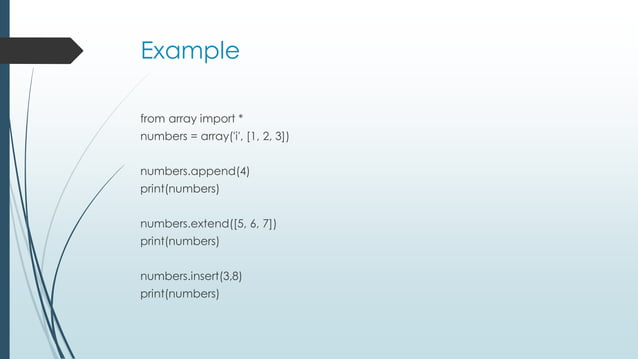 Example
from array import *
numbers = array('i', [1, 2, 3])
numbers.append(4)
print(numbers)
numbers.extend([5, 6, 7])
print(numbers)
numbers.insert(3,8)
print(numbers)